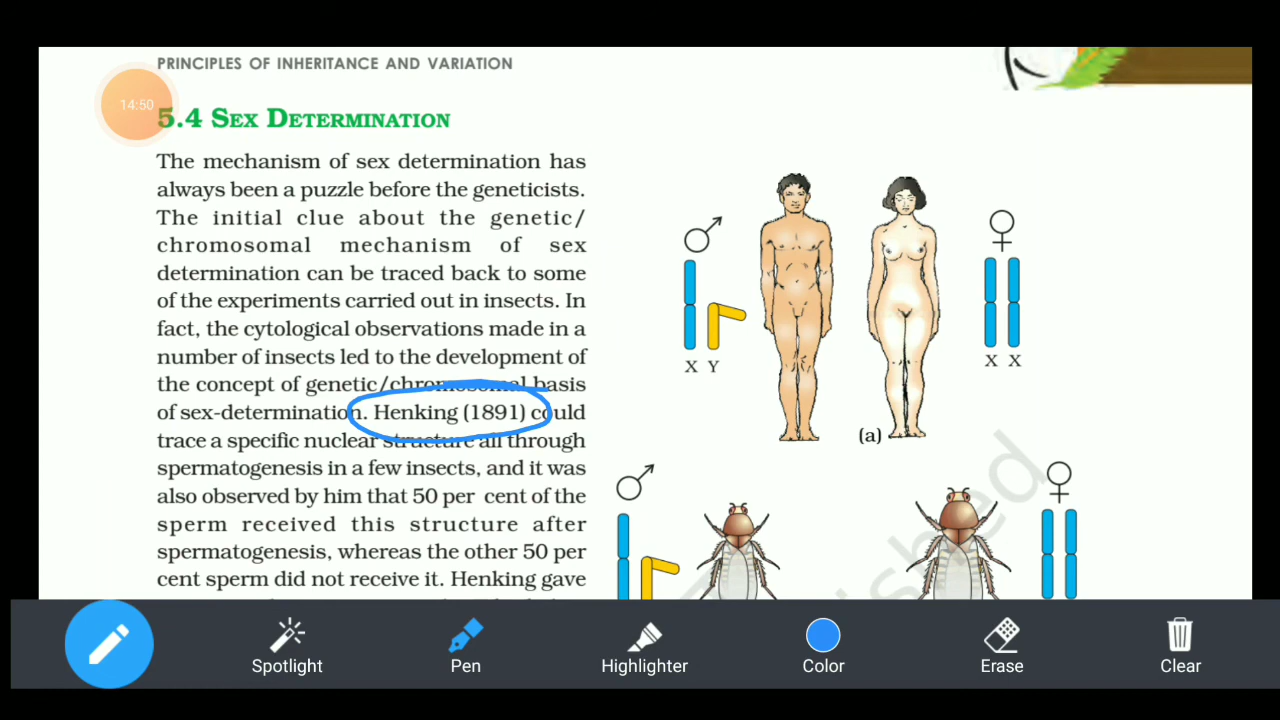 PRINCIPLES OF INHERITANCE AND VARIATION
14:50
5.4 SEX DETERMINATION
The mechanism of sex determination has
always been a puzzle before the geneticists.
The initial clue about the genetic/
chromosomal mechanism of sex
determination can be traced back to some
of the experiments carried out in insects. In
fact, the cytological observations made in a
number of insects led to the development of
the concept of genetic/chromosomal basis
of sex-determination. Henking (1891) could
trace a specific nuclear structure all through
spermatogenesis in a few insects, and it was
also observed by him that 50 per cent of the
sperm received this structure after
spermatogenesis, whereas the other 50 per
cent sperm did not receive it. Henking gave
X Y
X X
(a)
Spotlight
Pen
Highlighter
Color
Erase
Clear